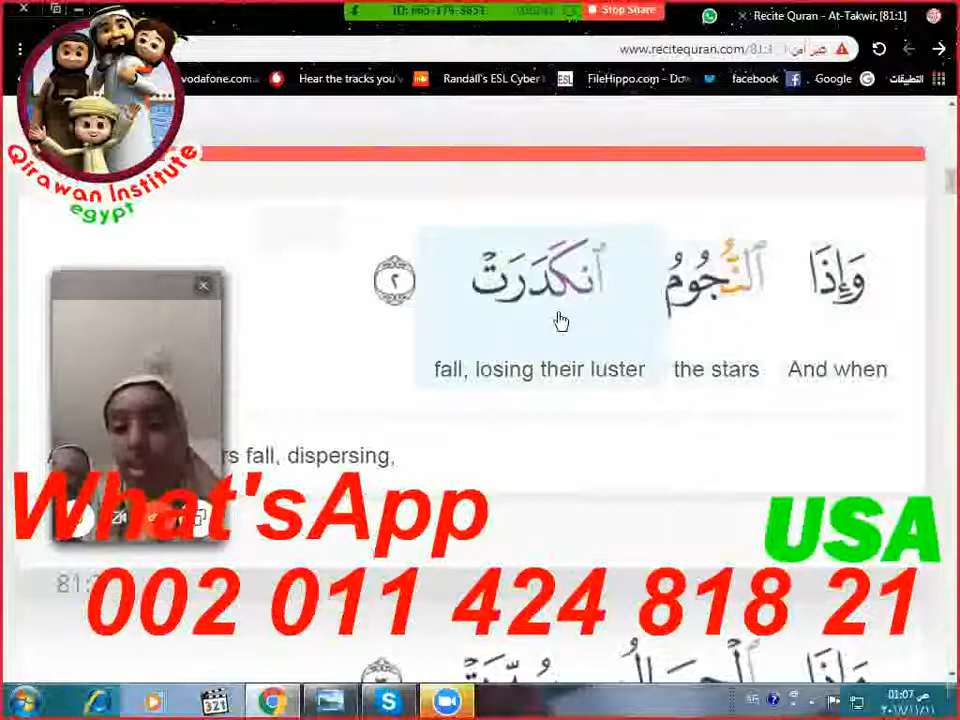 Stop Share
Recite Quran - At-Takwir [81:1]
www.recitequran.com/81:1
vodafone.com...
Hear the tracks you'v
Randall's ESL Cyber
FileHippo.com - Dow
facebook
Google
التطبيقات
Qirawan Institute
egypt
وَإِذَا ٱلنُّجُومُ ٱنكَدَرَتْ ٢
And when
the stars
fall, losing their luster
rs fall, dispersing,
What'sApp
USA
81:
002 011 424 818 21
321
01:07 ص